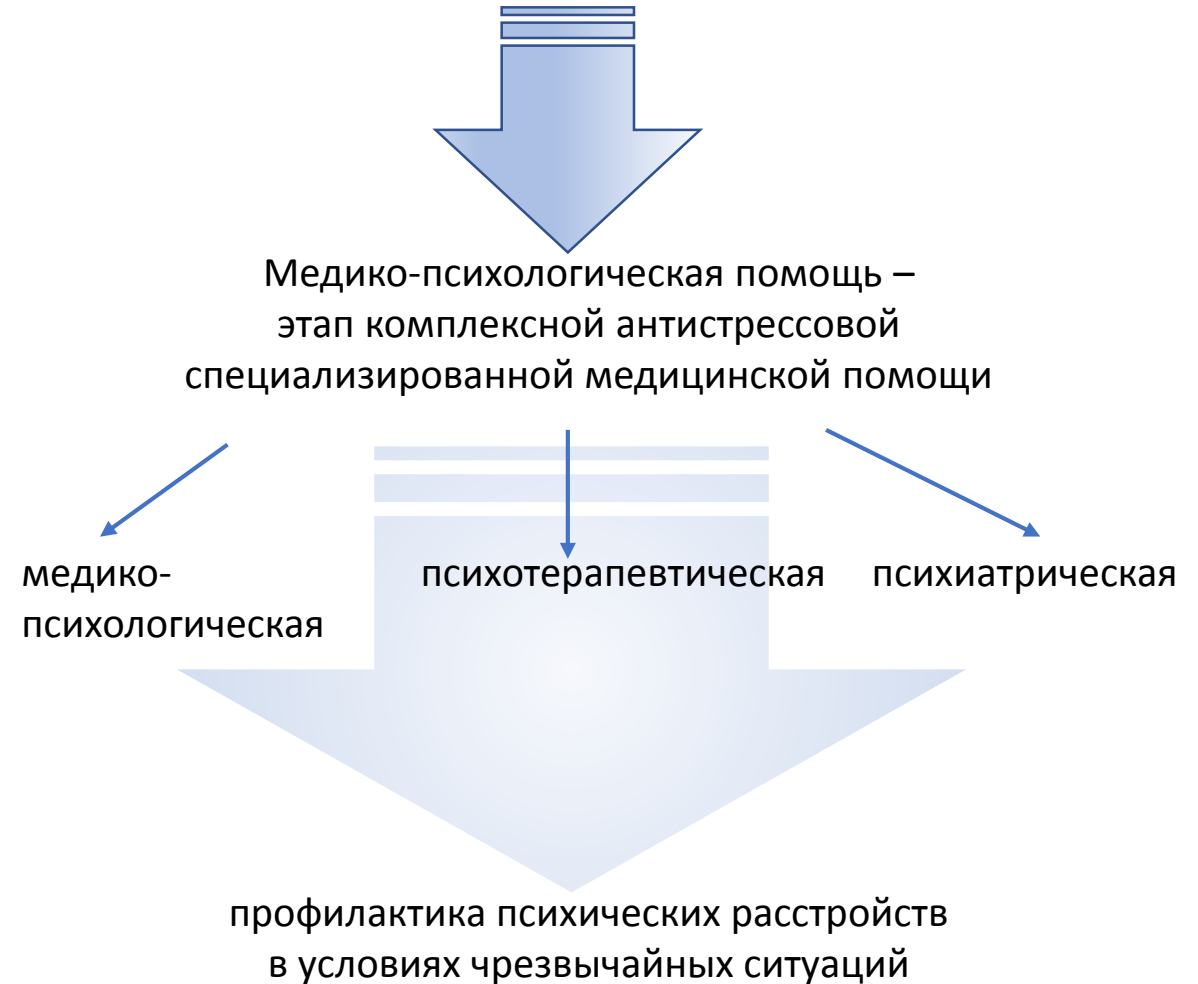 Медико-психологическая помощь –
этап комплексной антистрессовой
специализированной медицинской помощи
медико-
психологическая
психотерапевтическая
психиатрическая
профилактика психических расстройств
в условиях чрезвычайных ситуаций